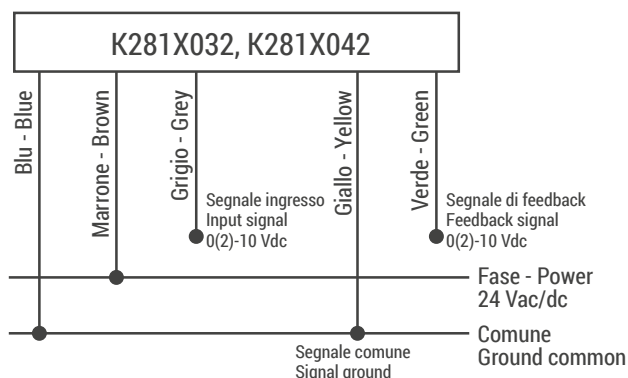 K281X032, K281X042
Blu - Blue
Marrone - Brown
Grigio - Grey
Giallo - Yellow
Verde - Green
Segnale ingresso
Input signal
0(2)-10 Vdc
Segnale di feedback
Feedback signal
0(2)-10 Vdc
Fase - Power
24 Vac/dc
Comune
Ground common
Segnale comune
Signal ground